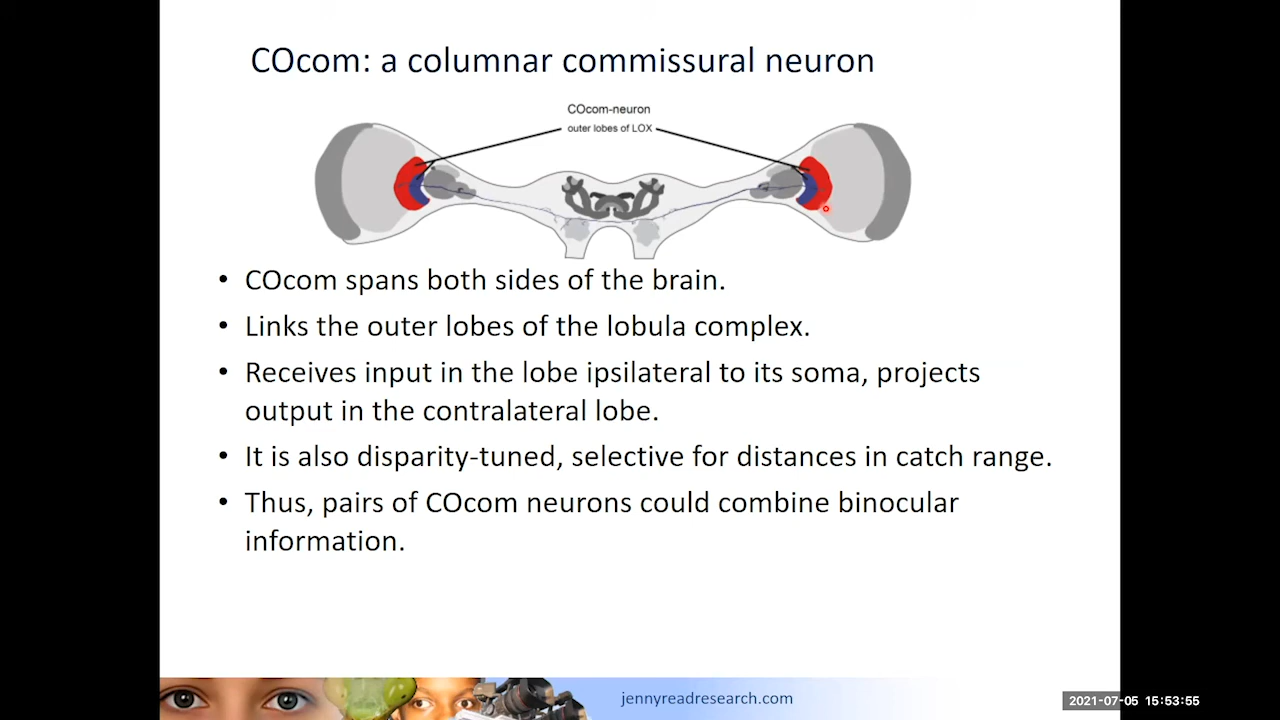 COcom: a columnar commissural neuron
COcom-neuron
outer lobes of LOX
• COcom spans both sides of the brain.
• Links the outer lobes of the lobula complex.
• Receives input in the lobe ipsilateral to its soma, projects
output in the contralateral lobe.
• It is also disparity-tuned, selective for distances in catch range.
• Thus, pairs of COcom neurons could combine binocular
information.
jennyreadresearch.com
2021-07-05 15:53:55